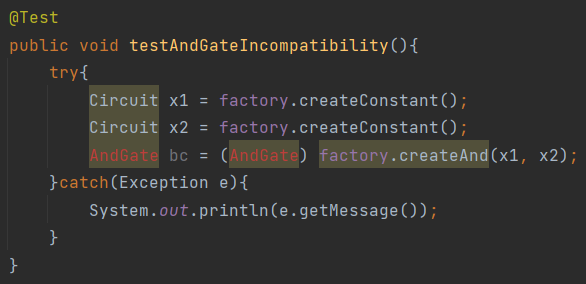 @Test
public void testAndGateIncompatibility(){
    try{
        Circuit x1 = factory.createConstant();
        Circuit x2 = factory.createConstant();
        AndGate bc = (AndGate) factory.createAnd(x1, x2);
    }catch(Exception e){
        System.out.println(e.getMessage());
    }
}